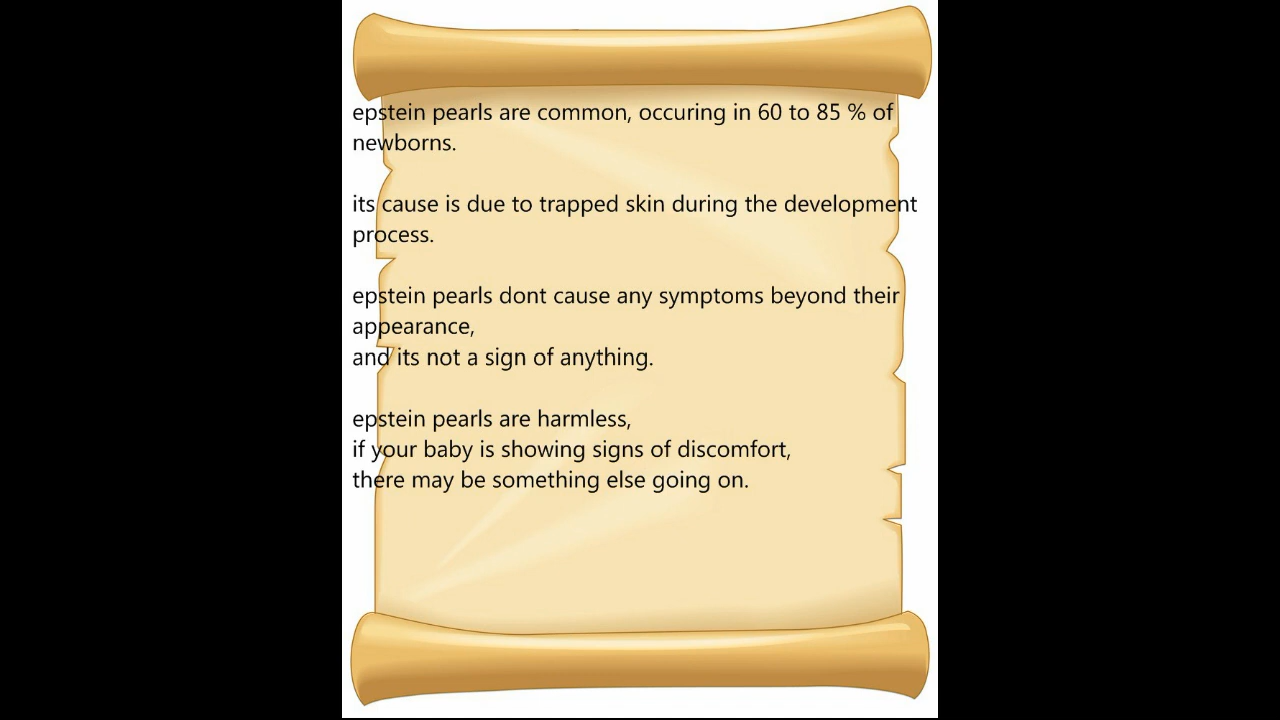 epstein pearls are common, occuring in 60 to 85 % of
newborns.
its cause is due to trapped skin during the development
process.
epstein pearls dont cause any symptoms beyond their
appearance,
and its not a sign of anything.
epstein pearls are harmless,
if your baby is showing signs of discomfort,
there may be something else going on.